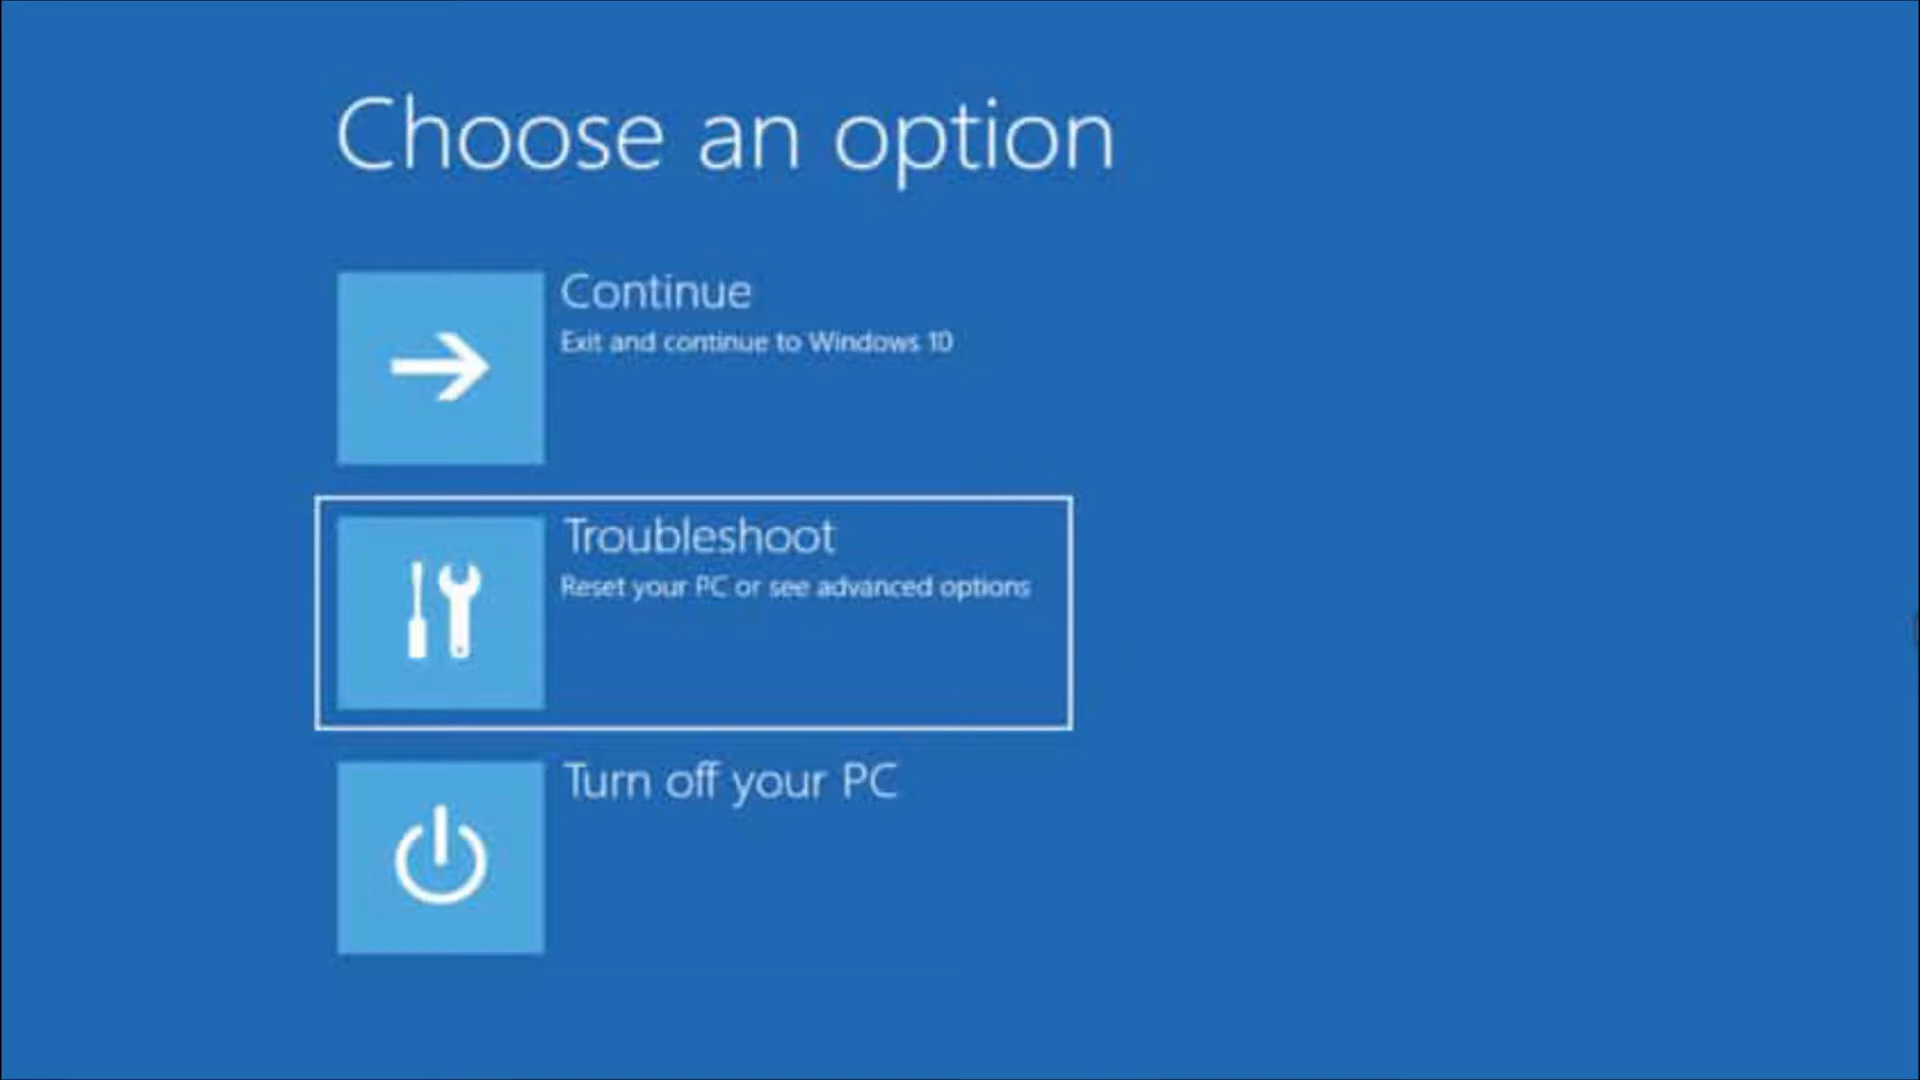 Choose an option
Continue
Exit and continue to Windows 10
Troubleshoot
Reset your PC or see advanced options
Turn off your PC